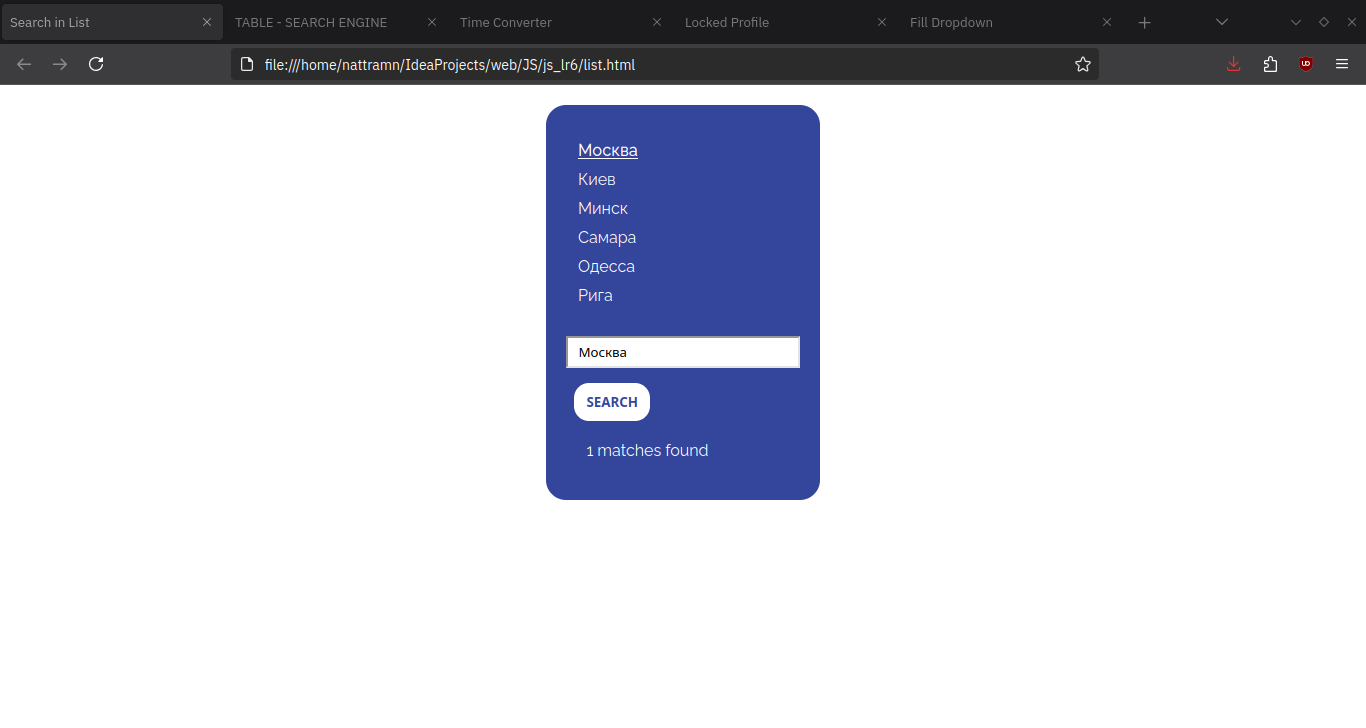 Search in List
TABLE - SEARCH ENGINE
Time Converter
Locked Profile
Fill Dropdown
file:///home/nattramn/IdeaProjects/web/JS/js_lr6/list.html
Москва
Киев
Минск
Самара
Одесса
Рига
Москва
SEARCH
1 matches found